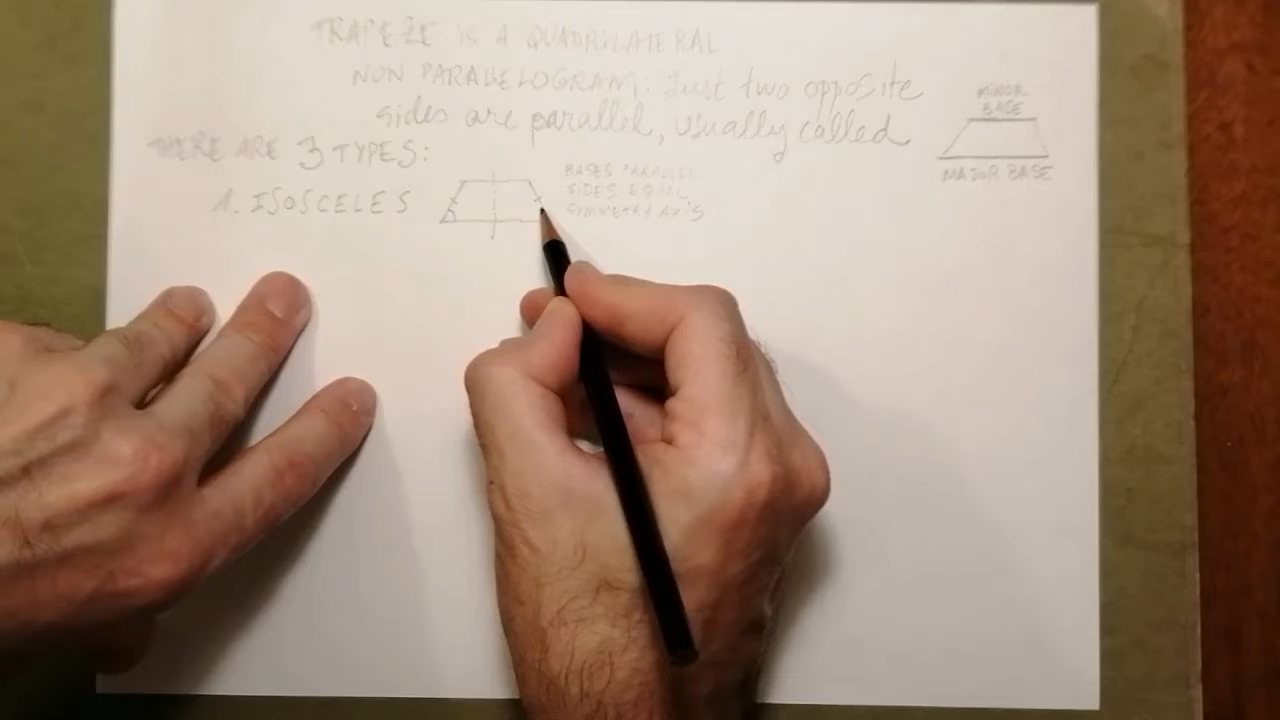 TRAPEZE IS A QUADRILATERAL
NON PARALLELOGRAM: Just two opposite
sides are parallel, usually called
MINOR
BASE
MAJOR BASE
THERE ARE 3 TYPES:
1. ISOSCELES
BASES PARALLEL
SIDES EQUAL
SYMMETRY AXIS